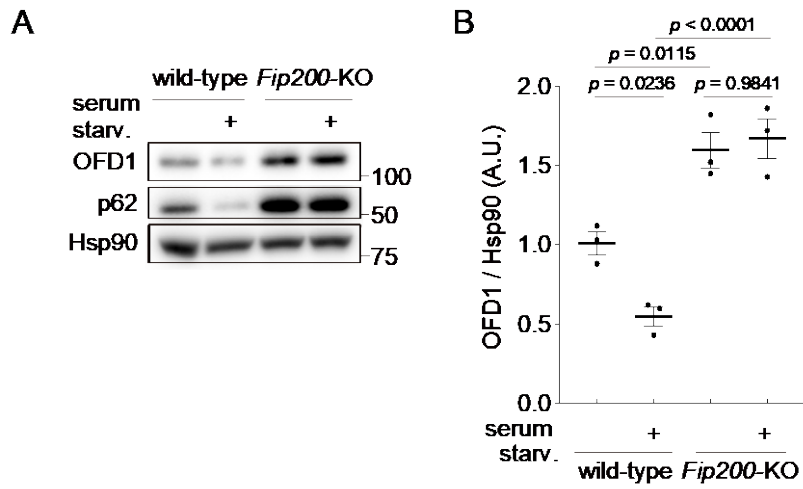 A
wild-type Fip200-KO
serum starv. + +
OFD1
100
p62
50
Hsp90
75
B
p < 0.0001
p = 0.0115
p = 0.0236 p = 0.9841
OFD1 / Hsp90 (A.U.)
2.0
1.5
1.0
0.5
0.0
serum starv. + +
wild-type Fip200-KO